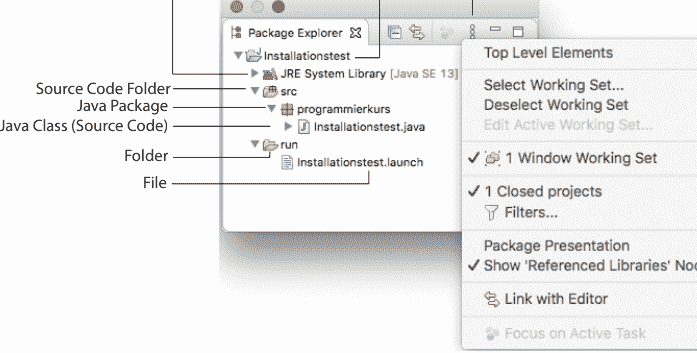 Package Explorer
Installationstest
JRE System Library [Java SE 13]
Source Code Folder
src
Java Package
programmierkurs
Java Class (Source Code)
Installationstest.java
Folder
run
Installationstest.launch
File
Top Level Elements
Select Working Set...
Deselect Working Set
Edit Active Working Set...
1 Window Working Set
1 Closed projects
Filters...
Package Presentation
Show 'Referenced Libraries' Nod
Link with Editor
Focus on Active Task